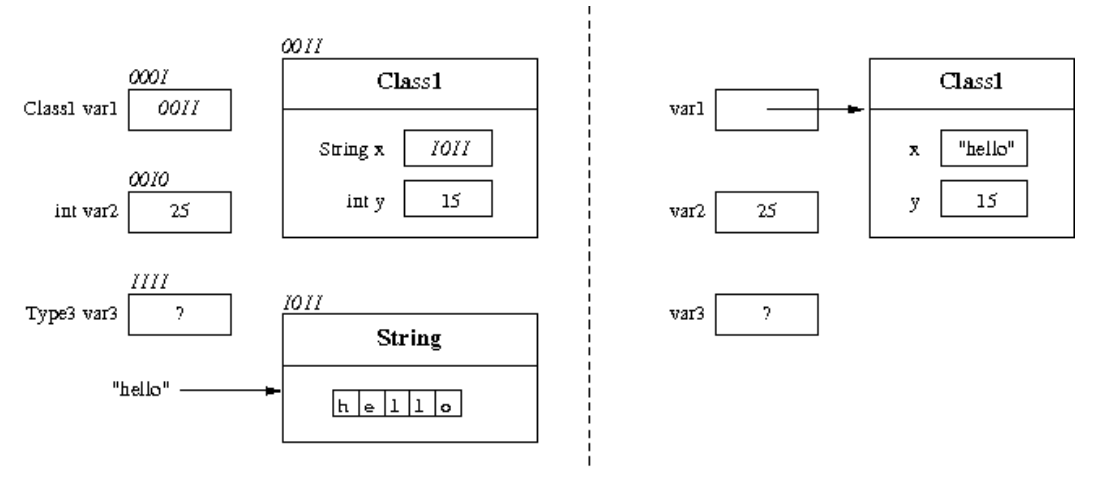 0011
Class1
0001
Class1 var1 0011
String x 1011
0010
int y 15
int var2 25
1111
Type3 var3 ?
1011
String
"hello"
h e l l o
Class1
var1
x "hello"
var2 25
y 15
var3 ?